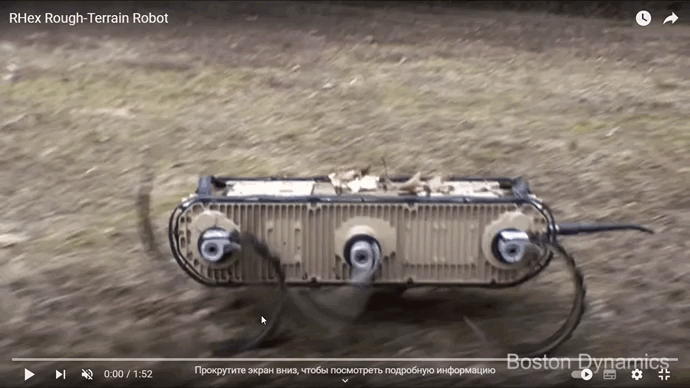 RHex Rough-Terrain Robot
Boston Dynamics
0:00 / 1:52
Прокрутите экран вниз, чтобы посмотреть подробную информацию